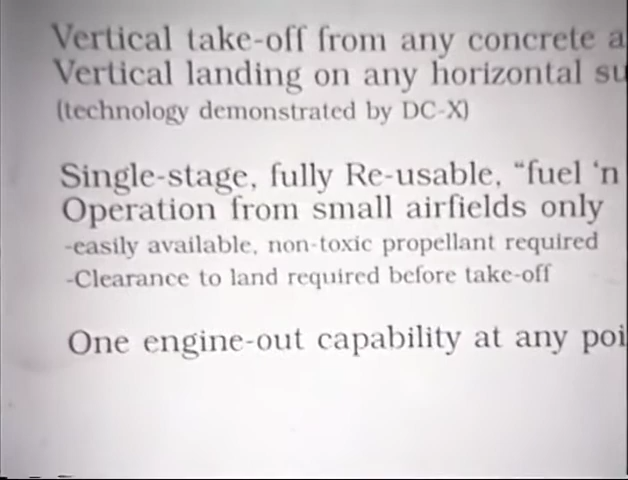 Vertical take-off from any concrete a
Vertical landing on any horizontal su
(technology demonstrated by DC-X)
Single-stage, fully Re-usable, “fuel ‘n
Operation from small airfields only
-easily available, non-toxic propellant required
-Clearance to land required before take-off
One engine-out capability at any poi